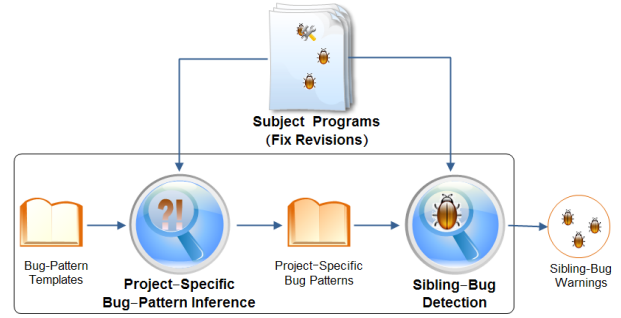 Subject Programs
(Fix Revisions)
?!
Bug-Pattern
Templates
Project-Specific
Bug-Pattern Inference
Project-Specific
Bug Patterns
Sibling-Bug
Detection
Sibling-Bug
Warnings